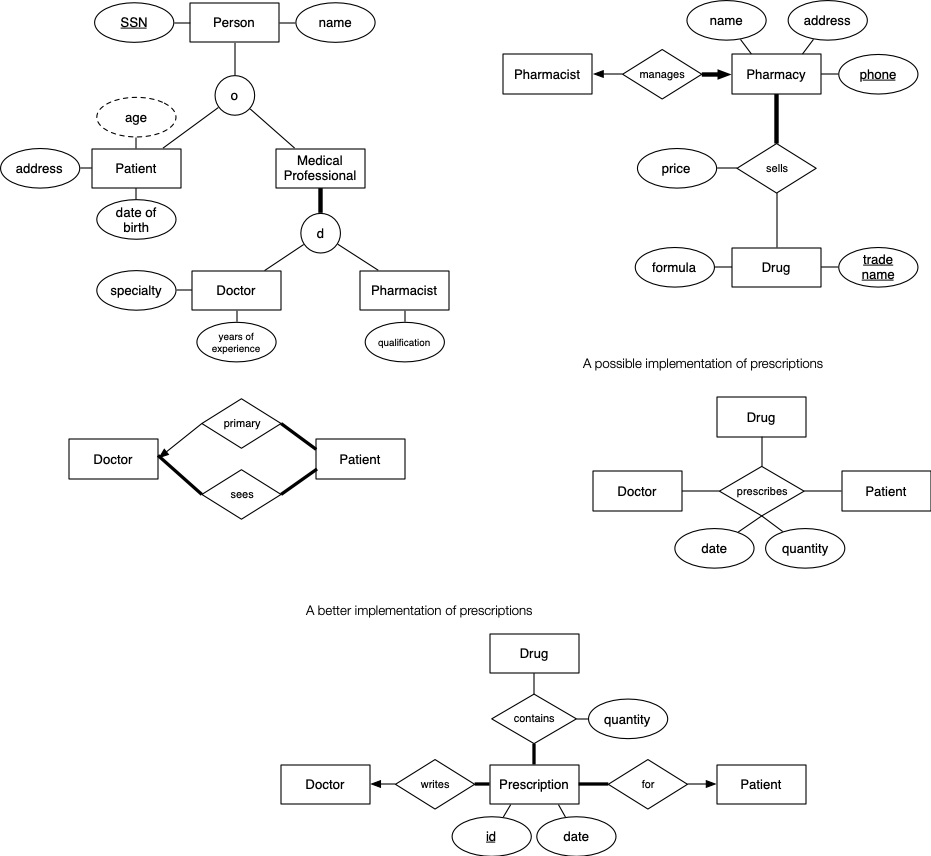 SSN
Person
name
o
age
address
Patient
Medical
Professional
date of
birth
d
specialty
Doctor
Pharmacist
years of
experience
qualification
name
address
Pharmacist
manages
Pharmacy
phone
price
sells
formula
Drug
trade
name
primary
Doctor
Patient
sees
A possible implementation of prescriptions
Drug
Doctor
prescribes
Patient
date
quantity
A better implementation of prescriptions
Drug
contains
quantity
Doctor
writes
Prescription
for
Patient
id
date